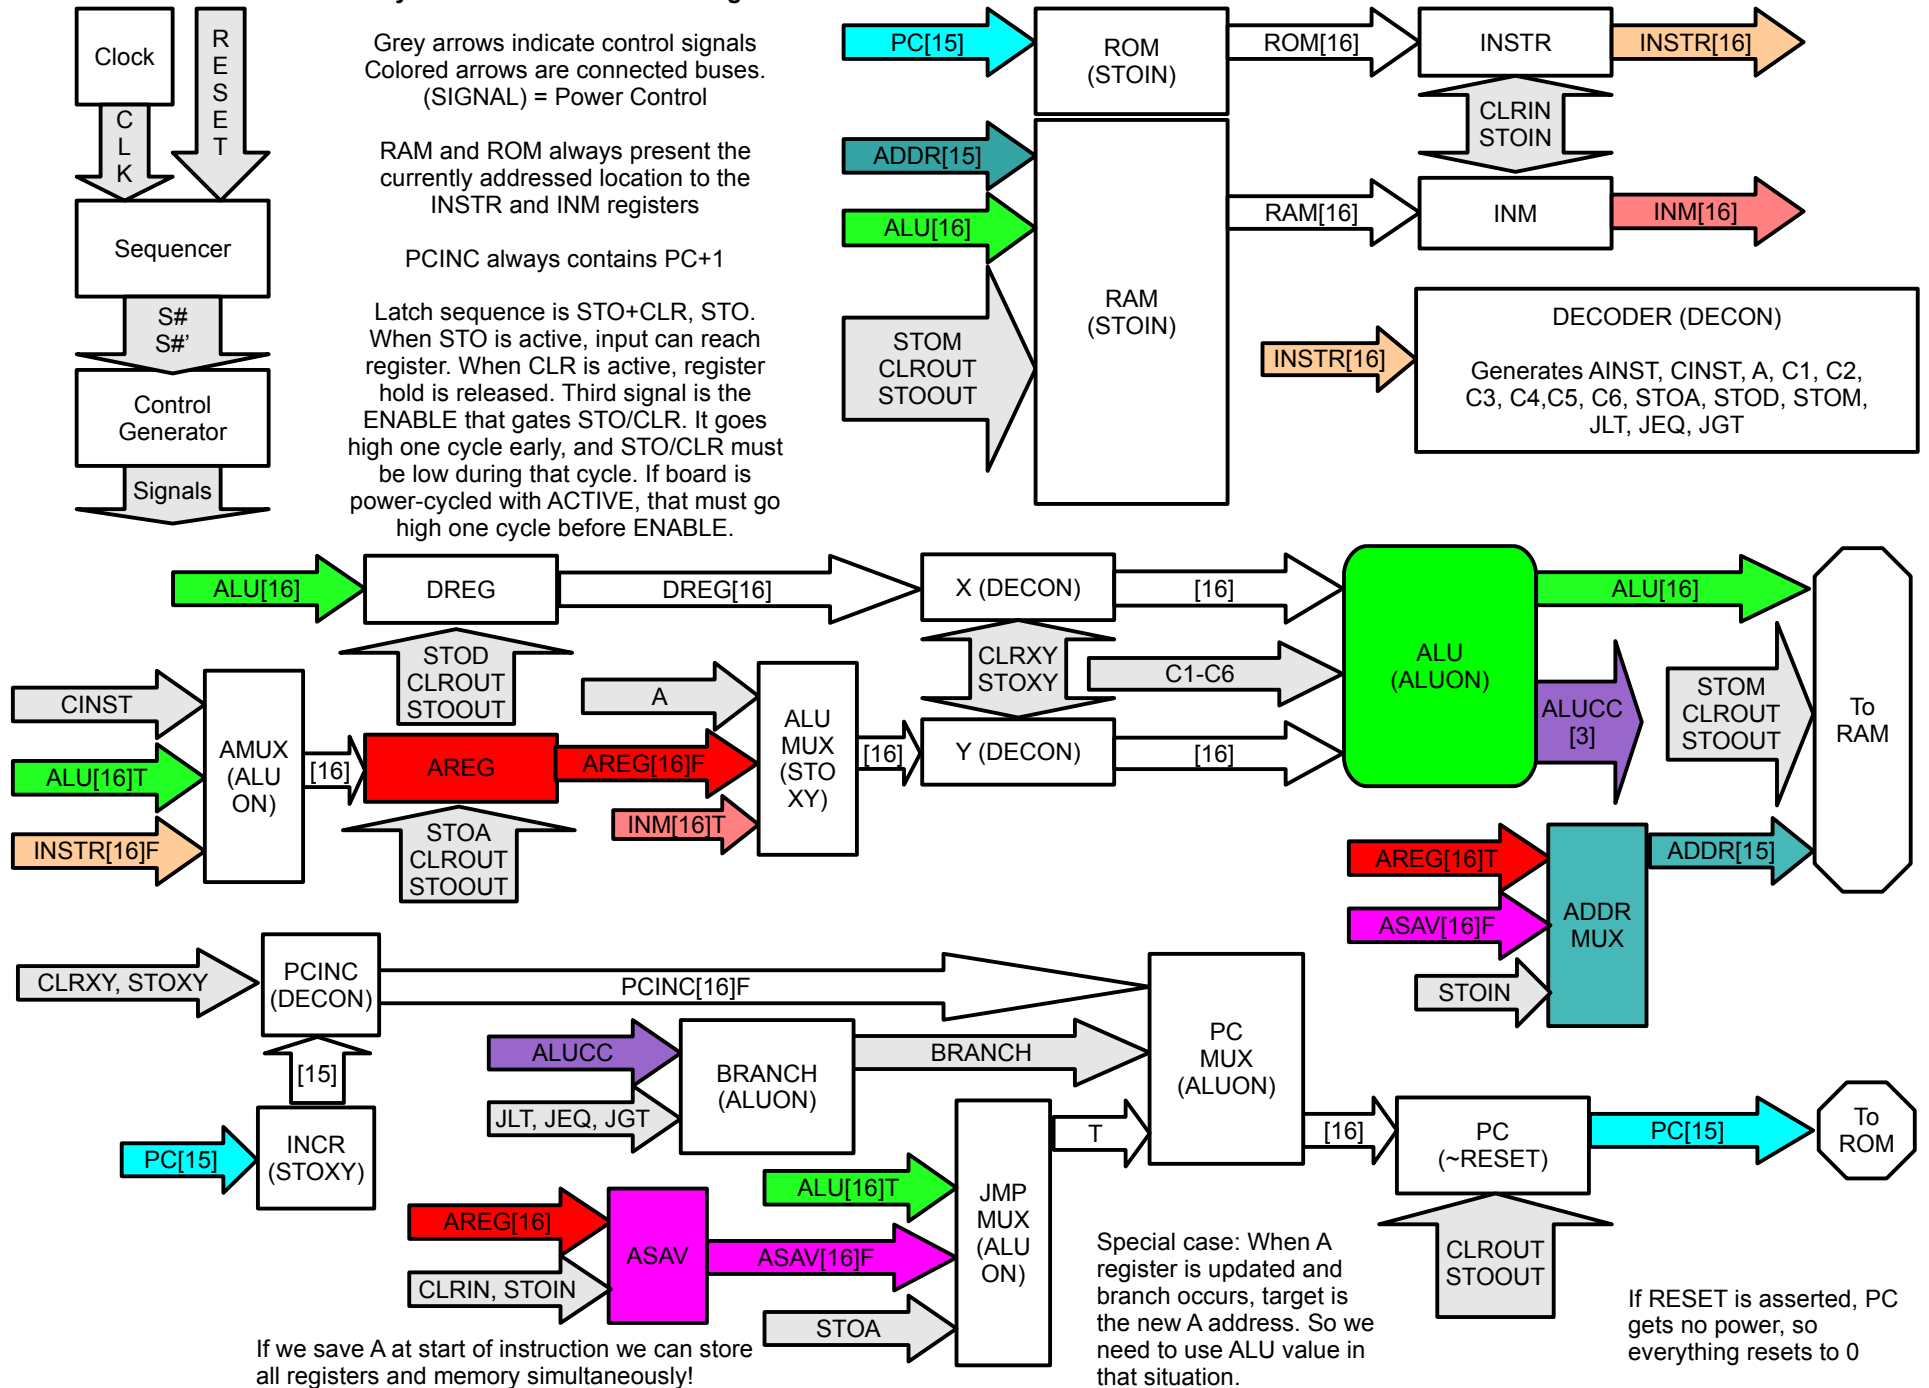 Clock
R
E
S
E
T
C
L
K
Sequencer
S#
S#'
Control
Generator
Signals
Grey arrows indicate control signals
Colored arrows are connected buses.
(SIGNAL) = Power Control
RAM and ROM always present the
currently addressed location to the
INSTR and INM registers
PCINC always contains PC+1
Latch sequence is STO+CLR, STO.
When STO is active, input can reach
register. When CLR is active, register
hold is released. Third signal is the
ENABLE that gates STO/CLR. It goes
high one cycle early, and STO/CLR must
be low during that cycle. If board is
power-cycled with ACTIVE, that must go
high one cycle before ENABLE.
PC[15]
ROM
(STOIN)
ROM[16]
INSTR
INSTR[16]
CLRIN
STOIN
ADDR[15]
ALU[16]
STOM
CLROUT
STOOUT
RAM
(STOIN)
RAM[16]
INM
INM[16]
INSTR[16]
DECODER (DECON)
Generates AINST, CINST, A, C1, C2,
C3, C4,C5, C6, STOA, STOD, STOM,
JLT, JEQ, JGT
ALU[16]
DREG
DREG[16]
X (DECON)
[16]
ALU
(ALUON)
ALU[16]
STOD
CLROUT
STOOUT
CLRXY
STOXY
C1-C6
CINST
ALU[16]T
INSTR[16]F
AMUX
(ALU
ON)
[16]
AREG
AREG[16]F
A
INM[16]T
ALU
MUX
(STO
XY)
[16]
Y (DECON)
[16]
ALUCC
[3]
STOM
CLROUT
STOOUT
To
RAM
STOA
CLROUT
STOOUT
AREG[16]T
ASAV[16]F
STOIN
ADDR
MUX
ADDR[15]
CLRXY, STOXY
PCINC
(DECON)
PCINC[16]F
[15]
PC[15]
INCR
(STOXY)
ALUCC
JLT, JEQ, JGT
BRANCH
(ALUON)
BRANCH
PC
MUX
(ALUON)
T
[16]
PC
(~RESET)
PC[15]
To
ROM
CLROUT
STOOUT
AREG[16]
CLRIN, STOIN
ASAV
ASAV[16]F
ALU[16]T
STOA
JMP
MUX
(ALU
ON)
Special case: When A
register is updated and
branch occurs, target is
the new A address. So we
need to use ALU value in
that situation.
If RESET is asserted, PC
gets no power, so
everything resets to 0
If we save A at start of instruction we can store
all registers and memory simultaneously!